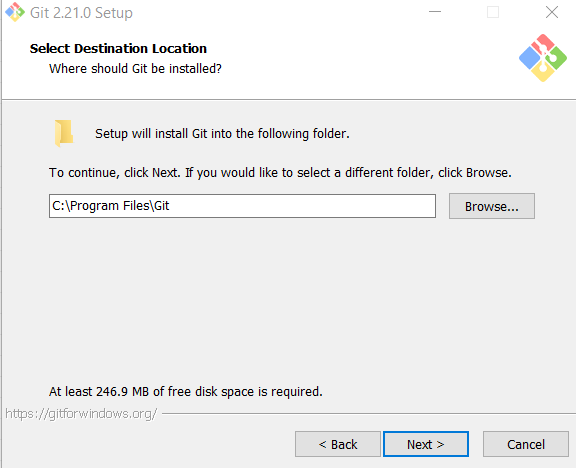 Git 2.21.0 Setup
Select Destination Location
Where should Git be installed?
Setup will install Git into the following folder.
To continue, click Next. If you would like to select a different folder, click Browse.
C:\Program Files\Git
Browse...
At least 246.9 MB of free disk space is required.
https://gitforwindows.org/
< Back
Next >
Cancel